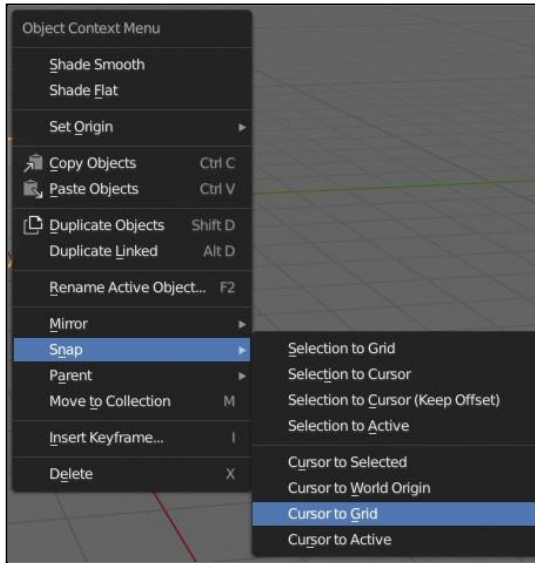 Object Context Menu
Shade Smooth
Shade Flat
Set Origin
Copy Objects Ctrl C
Paste Objects Ctrl V
Duplicate Objects Shift D
Duplicate Linked Alt D
Rename Active Object... F2
Mirror
Snap
Parent
Move to Collection M
Insert Keyframe... I
Delete X
Selection to Grid
Selection to Cursor
Selection to Cursor (Keep Offset)
Selection to Active
Cursor to Selected
Cursor to World Origin
Cursor to Grid
Cursor to Active